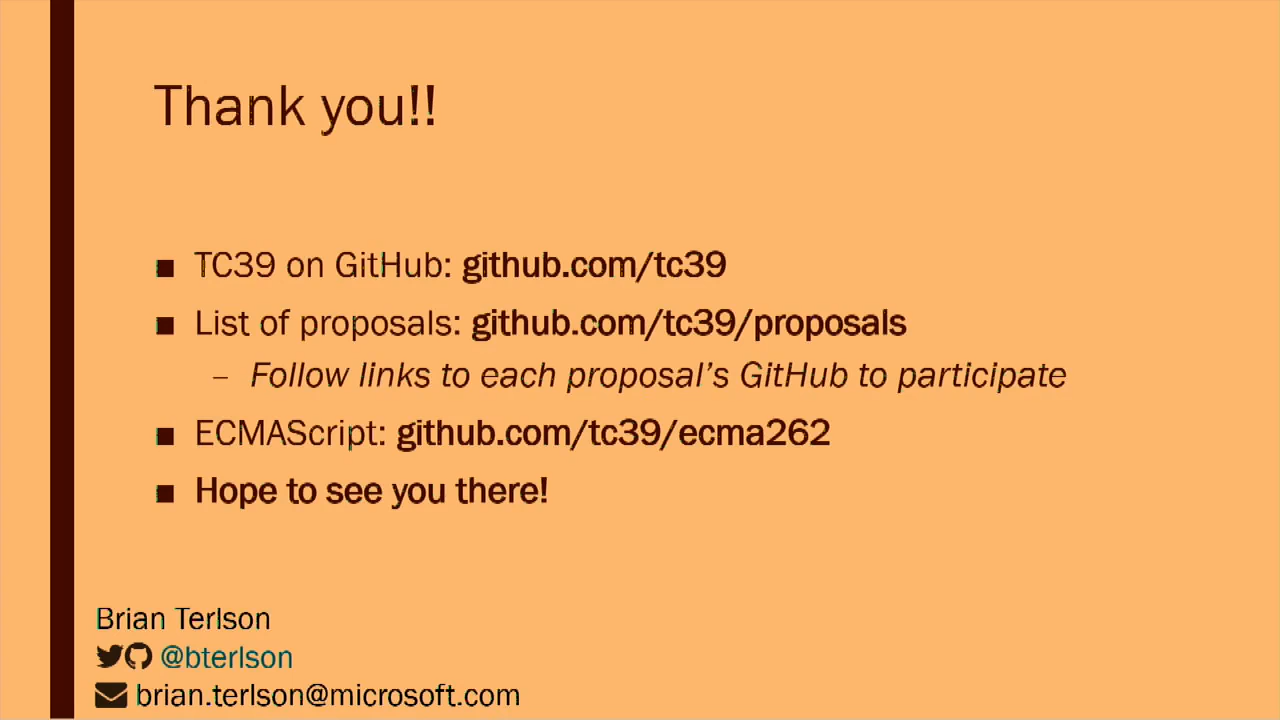 Thank you!!
■ TC39 on GitHub: github.com/tc39
■ List of proposals: github.com/tc39/proposals
– Follow links to each proposal’s GitHub to participate
■ ECMAScript: github.com/tc39/ecma262
■ Hope to see you there!
Brian Terlson
@bterlson
brian.terlson@microsoft.com